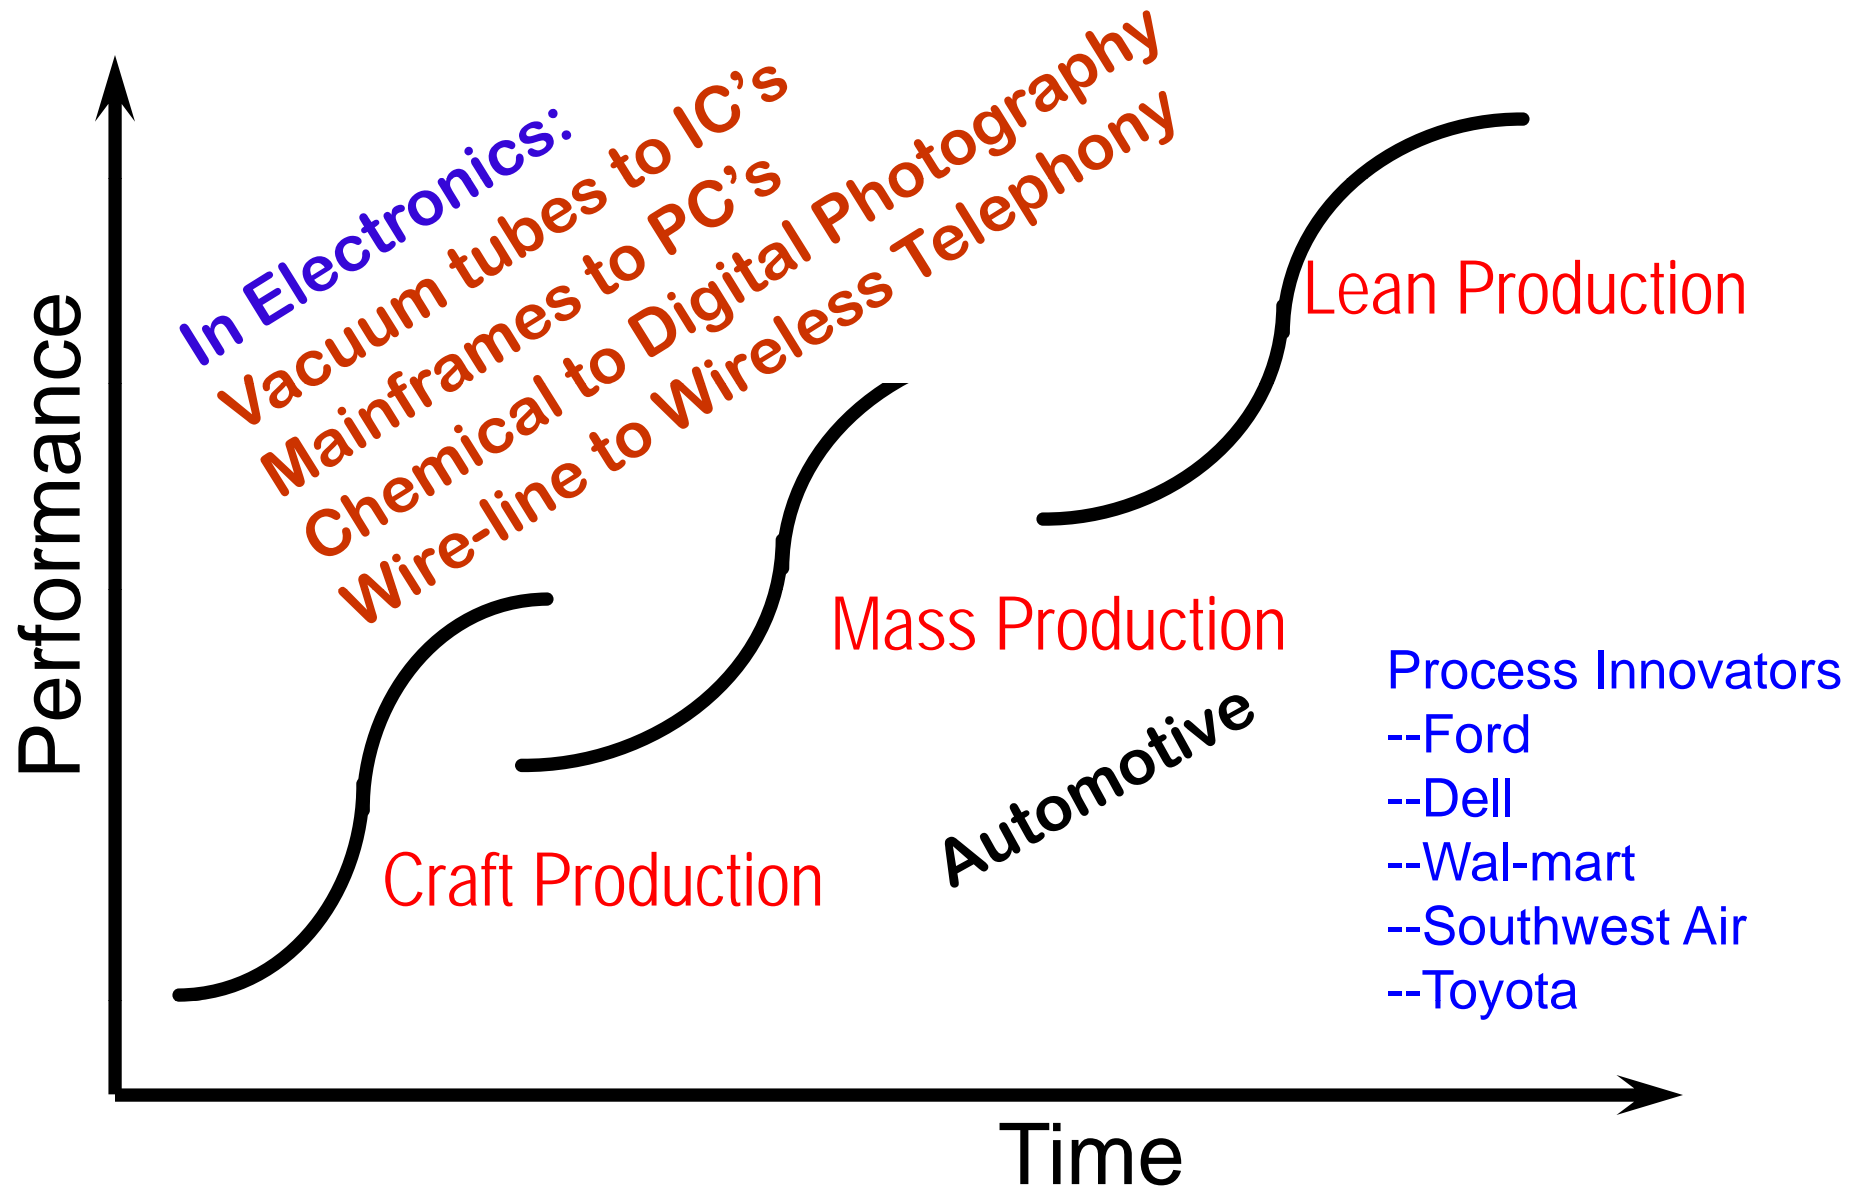 In Electronics:
Vacuum tubes to IC’s
Mainframes to PC’s
Chemical to Digital Photography
Wire-line to Wireless Telephony
Performance
Lean Production
Mass Production
Craft Production
Automotive
Process Innovators
--Ford
--Dell
--Wal-mart
--Southwest Air
--Toyota
Time